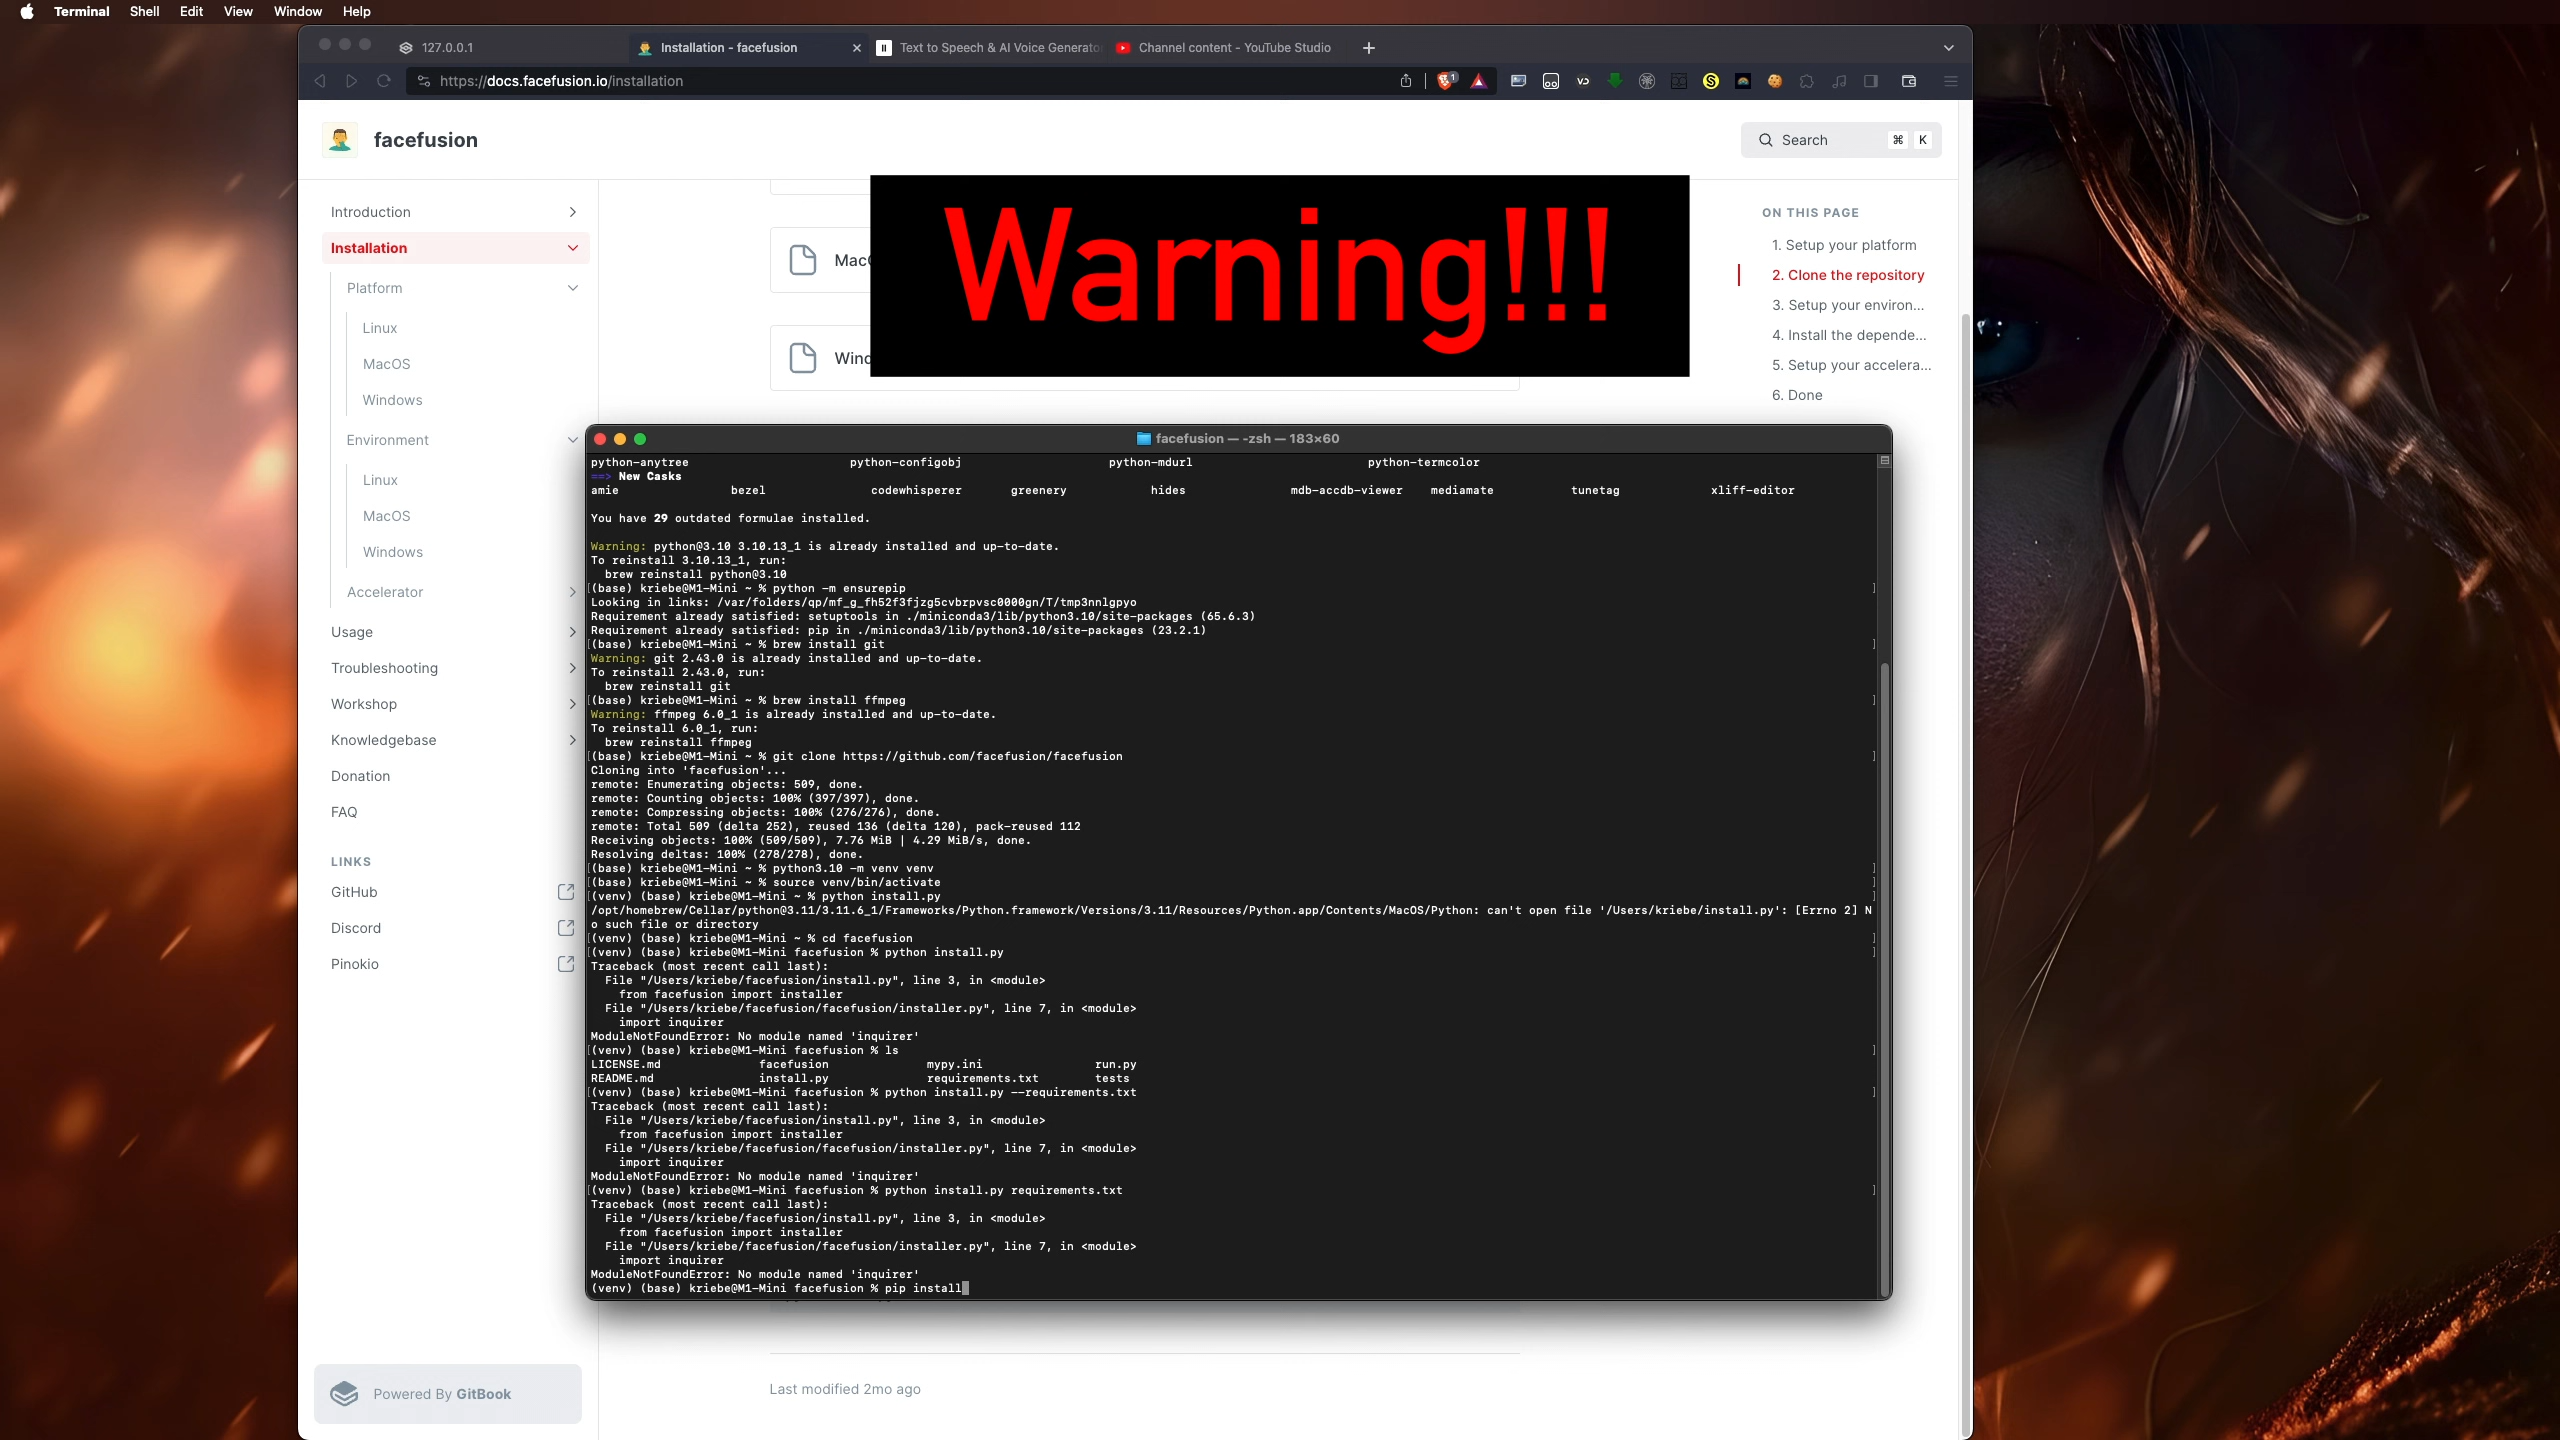 Terminal Shell Edit View Window Help
127.0.0.1
Installation - facefusion
Text to Speech & AI Voice Generato
Channel content - YouTube Studio
https://docs.facefusion.io/installation
facefusion
Search ⌘ K
Warning!!!
Introduction
Installation
Platform
Linux
MacOS
Windows
Environment
Linux
MacOS
Windows
Accelerator
Usage
Troubleshooting
Workshop
Knowledgebase
Donation
FAQ
LINKS
GitHub
Discord
Pinokio
Powered By GitBook
ON THIS PAGE
1. Setup your platform
2. Clone the repository
3. Setup your environ...
4. Install the depende...
5. Setup your accelera...
6. Done
facefusion — -zsh — 183×60
python-anytree python-configobj python-mdurl python-termcolor
==> New Casks
amie bezel codewhisperer greenery hides mdb-accdb-viewer mediamate tunetag xliff-editor
You have 29 outdated formulae installed.
Warning: python@3.10 3.10.13_1 is already installed and up-to-date.
To reinstall 3.10.13_1, run:
brew reinstall python@3.10
[(base) kriebe@M1-Mini ~ % python -m ensurepip ]
Looking in links: /var/folders/qp/mf_g_fh52f3fjzg5cvbrpvsc0000gn/T/tmp3nnlgpyo
Requirement already satisfied: setuptools in ./miniconda3/lib/python3.10/site-packages (65.6.3)
Requirement already satisfied: pip in ./miniconda3/lib/python3.10/site-packages (23.2.1)
[(base) kriebe@M1-Mini ~ % brew install git ]
Warning: git 2.43.0 is already installed and up-to-date.
To reinstall 2.43.0, run:
brew reinstall git
[(base) kriebe@M1-Mini ~ % brew install ffmpeg ]
Warning: ffmpeg 6.0_1 is already installed and up-to-date.
To reinstall 6.0_1, run:
brew reinstall ffmpeg
[(base) kriebe@M1-Mini ~ % git clone https://github.com/facefusion/facefusion ]
Cloning into 'facefusion'...
remote: Enumerating objects: 509, done.
remote: Counting objects: 100% (397/397), done.
remote: Compressing objects: 100% (276/276), done.
remote: Total 509 (delta 252), reused 136 (delta 120), pack-reused 112
Receiving objects: 100% (509/509), 7.76 MiB | 4.29 MiB/s, done.
Resolving deltas: 100% (278/278), done.
[(base) kriebe@M1-Mini ~ % python3.10 -m venv venv ]
[(base) kriebe@M1-Mini ~ % source venv/bin/activate ]
[(venv) (base) kriebe@M1-Mini ~ % python install.py ]
/opt/homebrew/Cellar/python@3.11/3.11.6_1/Frameworks/Python.framework/Versions/3.11/Resources/Python.app/Contents/MacOS/Python: can't open file '/Users/kriebe/install.py': [Errno 2] N
o such file or directory
[(venv) (base) kriebe@M1-Mini ~ % cd facefusion ]
[(venv) (base) kriebe@M1-Mini facefusion % python install.py ]
Traceback (most recent call last):
File "/Users/kriebe/facefusion/install.py", line 3, in <module>
from facefusion import installer
File "/Users/kriebe/facefusion/facefusion/installer.py", line 7, in <module>
import inquirer
ModuleNotFoundError: No module named 'inquirer'
[(venv) (base) kriebe@M1-Mini facefusion % ls ]
LICENSE.md facefusion mypy.ini run.py
README.md install.py requirements.txt tests
[(venv) (base) kriebe@M1-Mini facefusion % python install.py --requirements.txt ]
Traceback (most recent call last):
File "/Users/kriebe/facefusion/install.py", line 3, in <module>
from facefusion import installer
File "/Users/kriebe/facefusion/facefusion/installer.py", line 7, in <module>
import inquirer
ModuleNotFoundError: No module named 'inquirer'
[(venv) (base) kriebe@M1-Mini facefusion % python install.py requirements.txt ]
Traceback (most recent call last):
File "/Users/kriebe/facefusion/install.py", line 3, in <module>
from facefusion import installer
File "/Users/kriebe/facefusion/facefusion/installer.py", line 7, in <module>
import inquirer
ModuleNotFoundError: No module named 'inquirer'
(venv) (base) kriebe@M1-Mini facefusion % pip install
Last modified 2mo ago